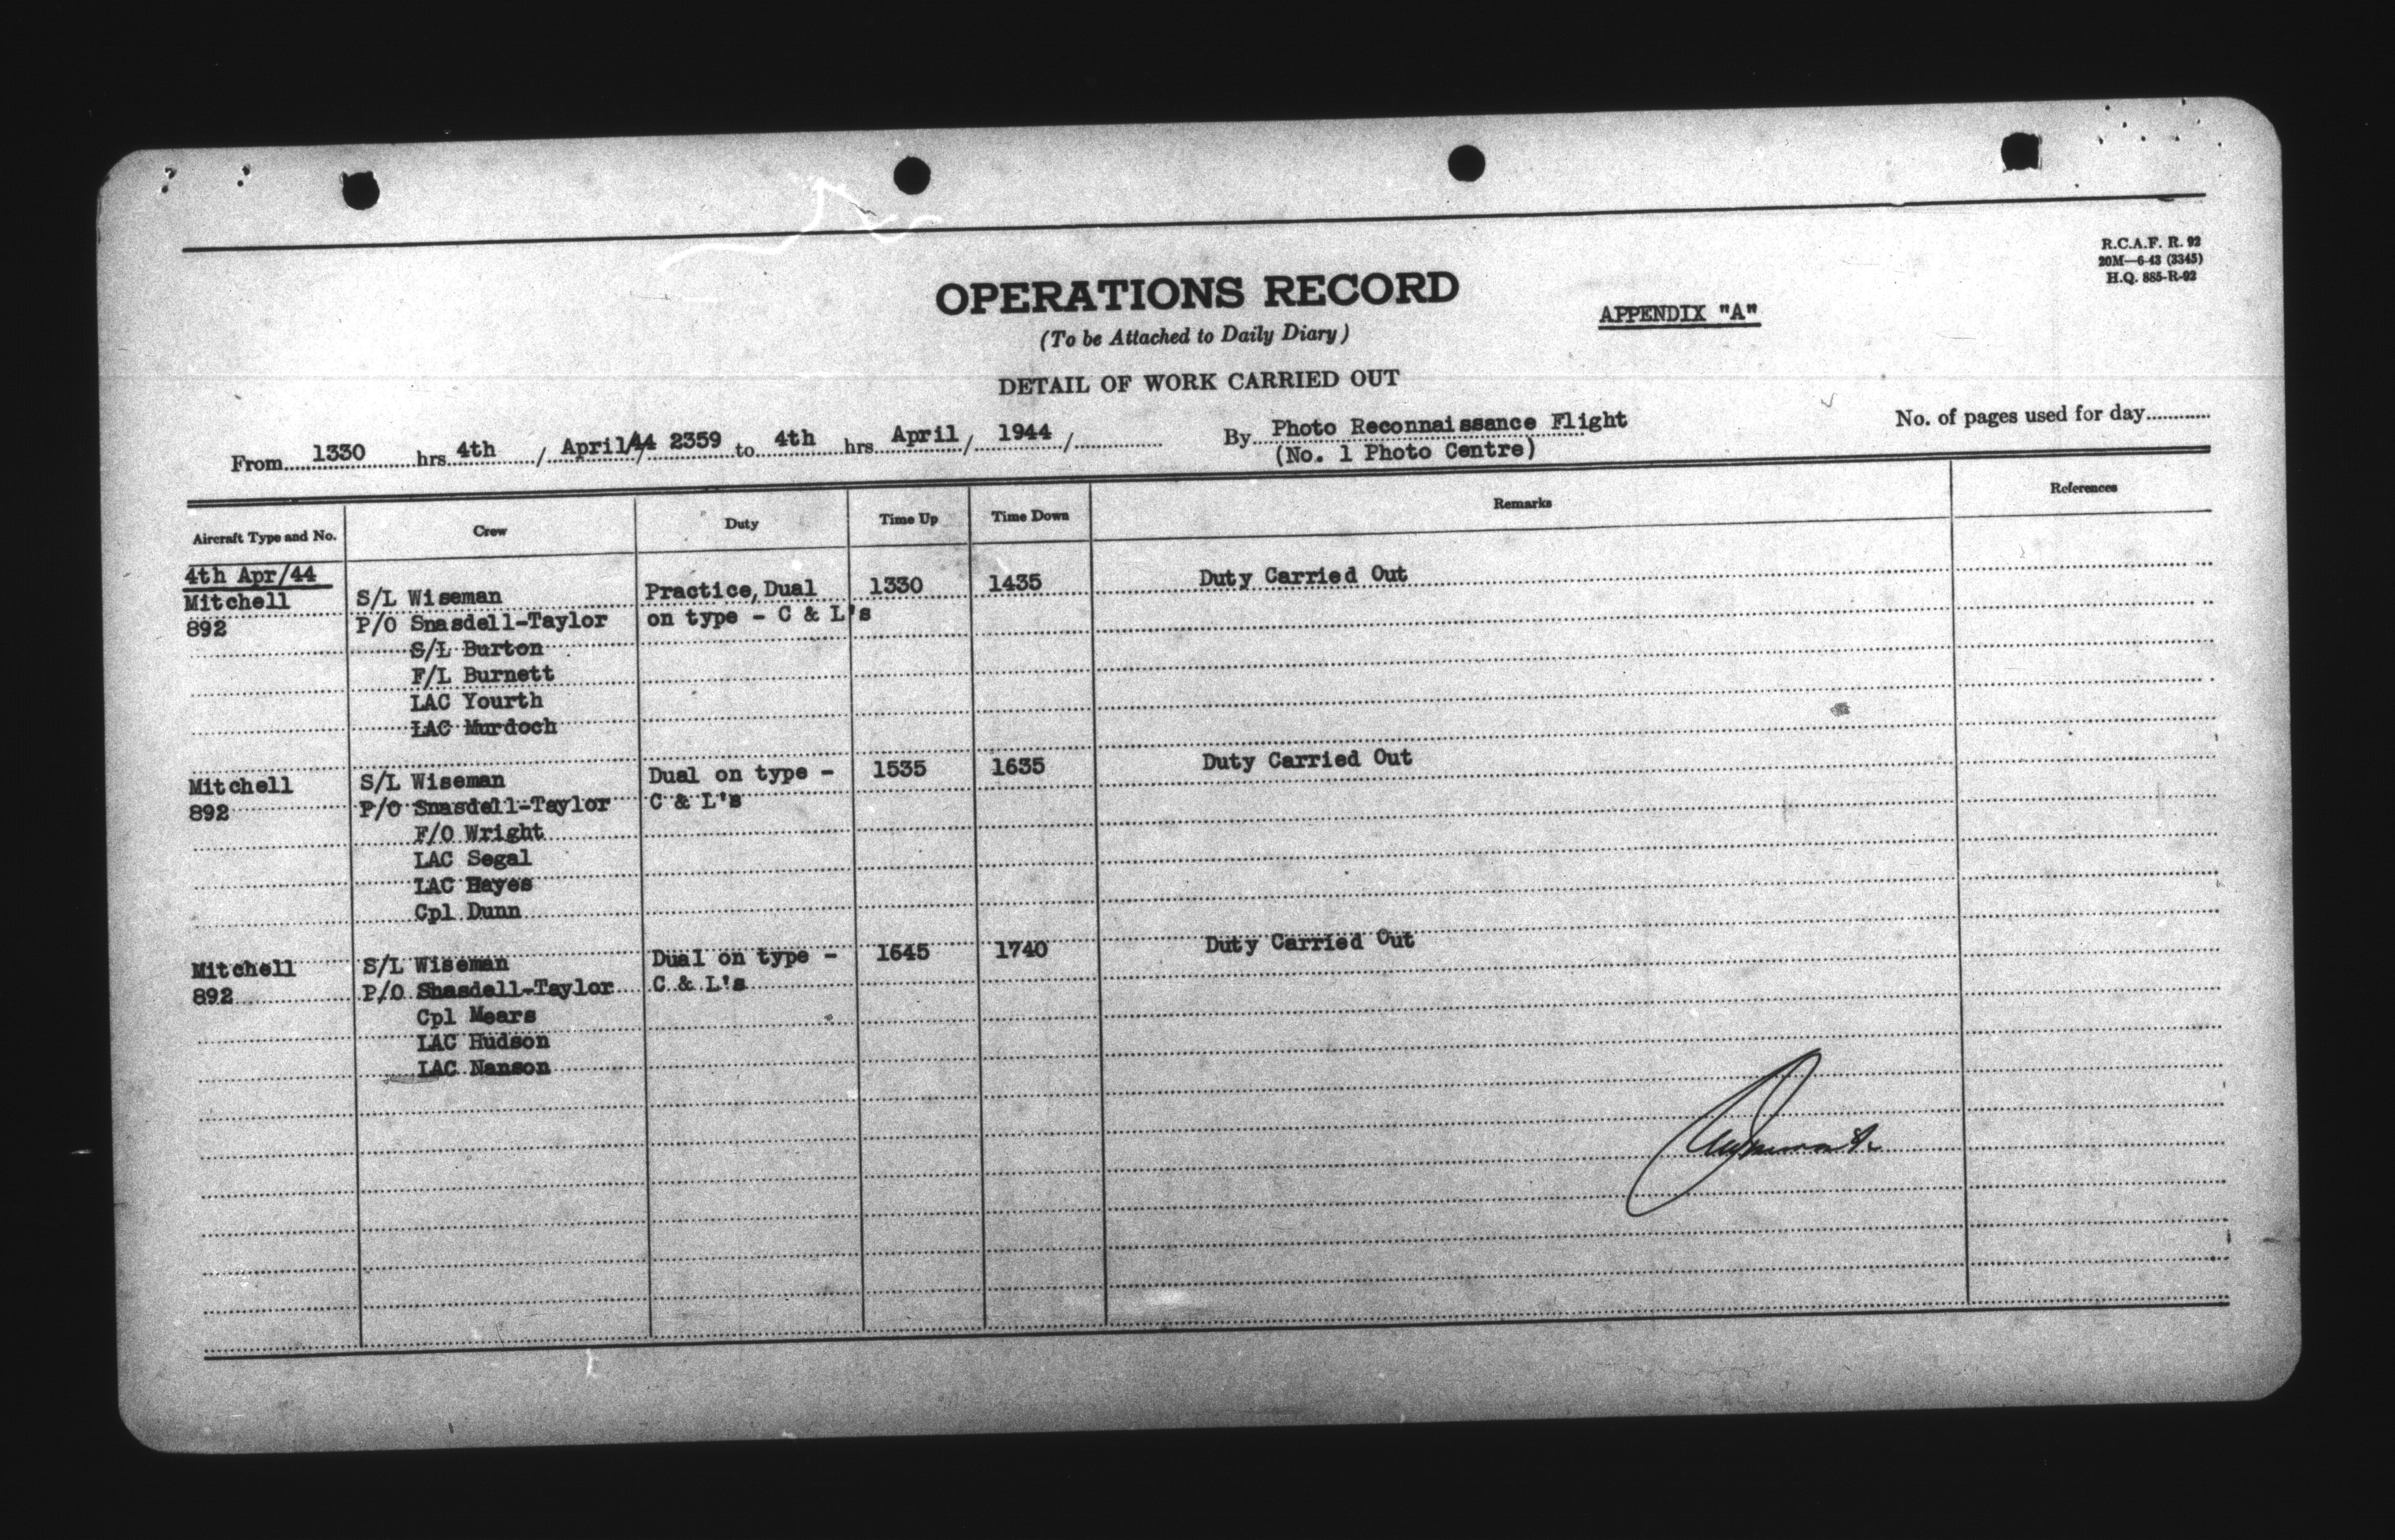 R.C.A.F. R. 92
20M—6-43 (3345)
H.Q. 885-R-92
OPERATIONS RECORD
APPENDIX "A"
(To be Attached to Daily Diary)
DETAIL OF WORK CARRIED OUT
From 1330 hrs 4th / April/44 2359 to 4th hrs April / 1944 / By Photo Reconnaissance Flight No. of pages used for day
(No. 1 Photo Centre)
Aircraft Type and No. Crew Duty Time Up Time Down Remarks References
4th Apr/44
Mitchell S/L Wiseman Practice, Dual 1330 1435 Duty Carried Out
892 P/O Snasdell-Taylor on type - C & L's
S/L Burton
F/L Burnett
LAC Yourth
LAC Murdoch
Mitchell S/L Wiseman Dual on type - 1535 1635 Duty Carried Out
892 P/O Snasdell-Taylor C & L's
F/O Wright
LAC Segal
LAC Hayes
Cpl Dunn
Mitchell S/L Wiseman Dual on type - 1645 1740 Duty Carried Out
892 P/O Shasdell-Taylor C & L's
Cpl Mears
LAC Hudson
LAC Nanson